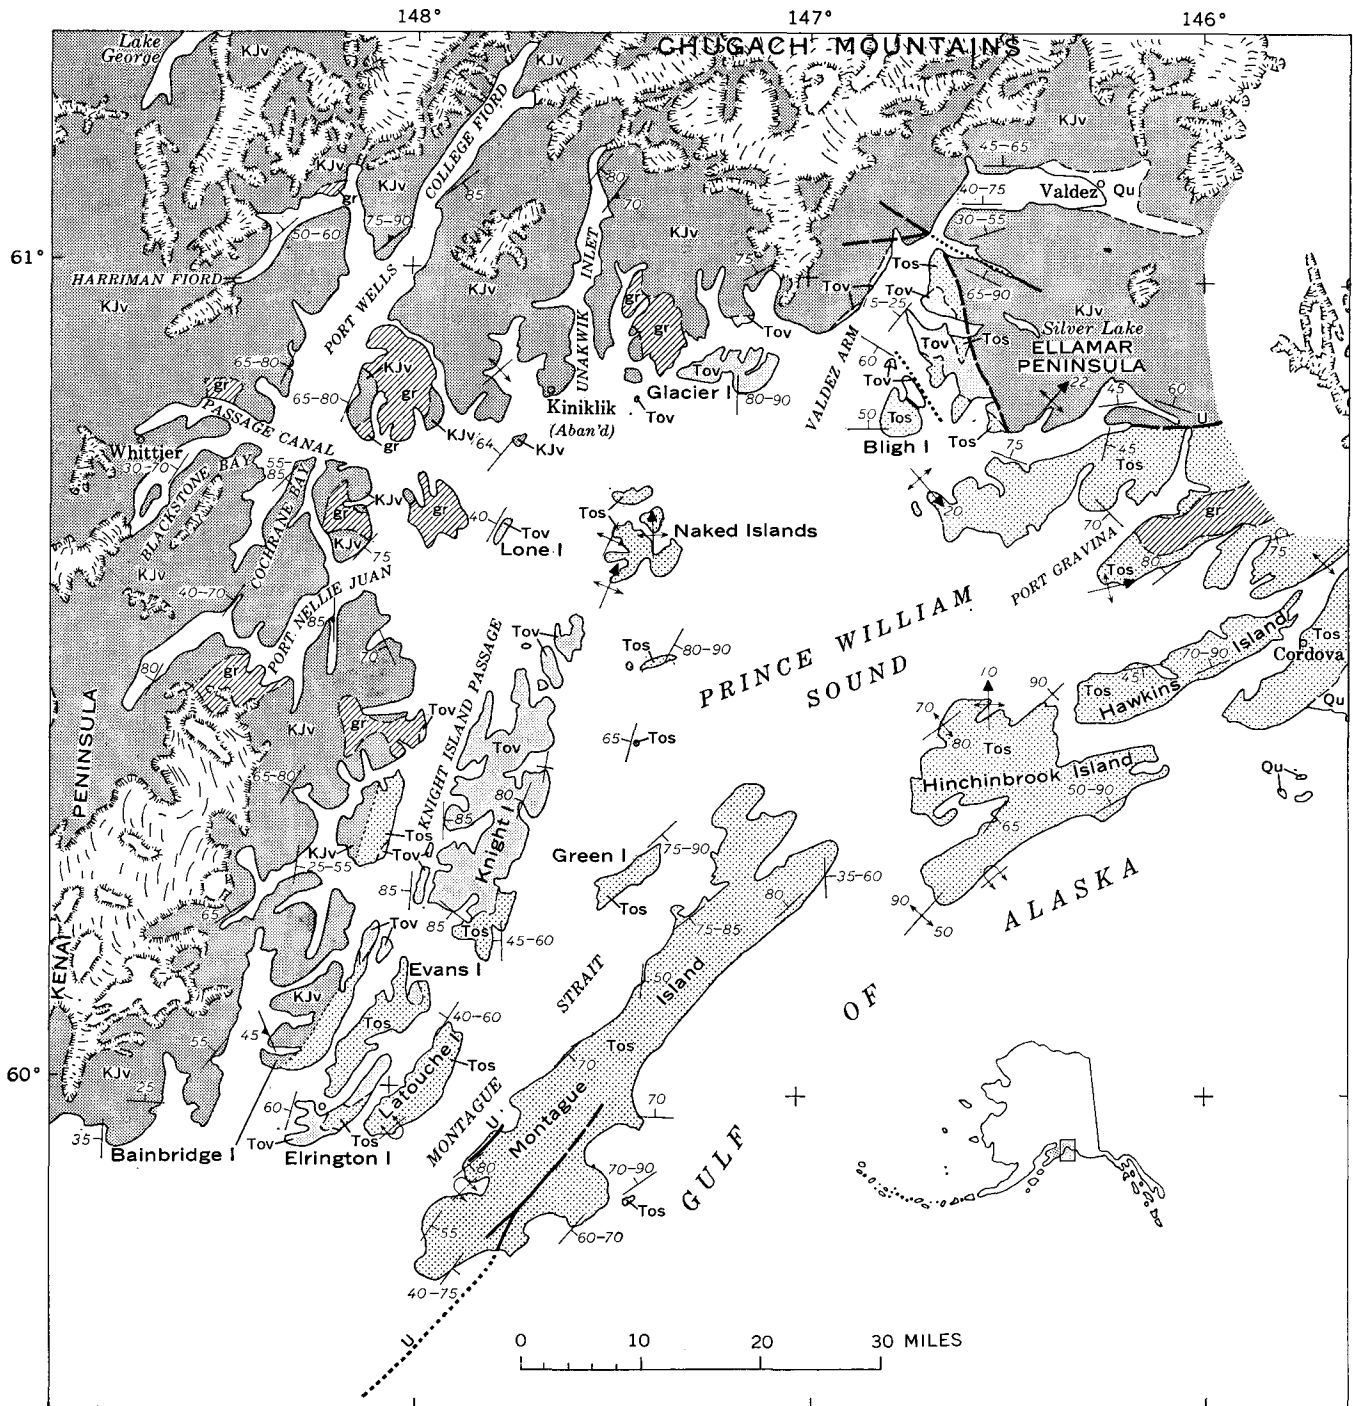 148°
147°
146°
Lake
George
KJv
KJv
CHUGACH MOUNTAINS
KJv
COLLEGE FIORD
45-65
KJv
KJv
gr
85
80
70
40-75
Valdez
Qu
30-55
75-90
50-60
KJv
INLET
61°
HARRIMAN FIORD
KJv
PORT WELLS
KJv
gr
gr
75
Tos
Tov
Tov
15-25
65-90
KJv
Silver Lake
ELLAMAR
PENINSULA
Tov
Tos
Tov
UNAKWIK
VALDEZ ARM
60
Tov
65-80
KJv
gr
gr
65-80
Tov
Glacier I
80-90
22
45
60
U
PASSAGE CANAL
Kiniklik
(Aban'd)
Tov
50
Tos
Bligh I
Tos
75
45
Tos
KJv
64
KJv
gr
Whittier
30-70
BLACKSTONE BAY
55-
85
COCHRANE BAY
KJv
gr
KJv
75
gr
40
Tov
Lone I
Tos
Naked Islands
20
70
gr
75
PORT GRAVINA
Tos
80
KJv
40-70
PORT NELLIE JUAN
85
70
PRINCE WILLIAM
SOUND
KNIGHT ISLAND PASSAGE
Tov
Tos
80-90
80
gr
Tos
45
70-90
Hawkins Island
Tos
Cordova
Qu
10
90
70
80
Tos
KJv
gr
Tov
Tov
65
Tos
65-80
Hinchinbrook Island
50-90
Qu
65
PENINSULA
KENAI
80
85
Knight I
Tos
Tov
KJv
25-55
85
Green I
75-90
Tos
35-60
80
90
50
ALASKA
65
85
Tos
45-60
75-85
Tov
Evans I
50
Island
STRAIT
OF
KJv
45
Tos
40-60
Tos
Tos
55
70
60°
KJv
25
Latouche I
MONTAGUE
Montague
70
60
U
35
Tov
Tos
Bainbridge I
Elrington I
80
70-90
Tos
GULF
55
60-70
40-75
U
0 10 20 30 MILES